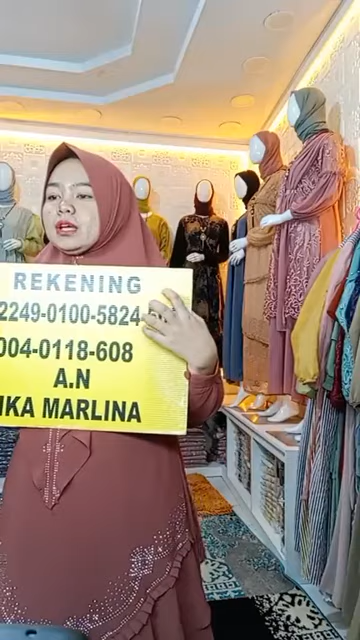 REKENING
2249-0100-5824
004-0118-608
A.N
IKA MARLINA